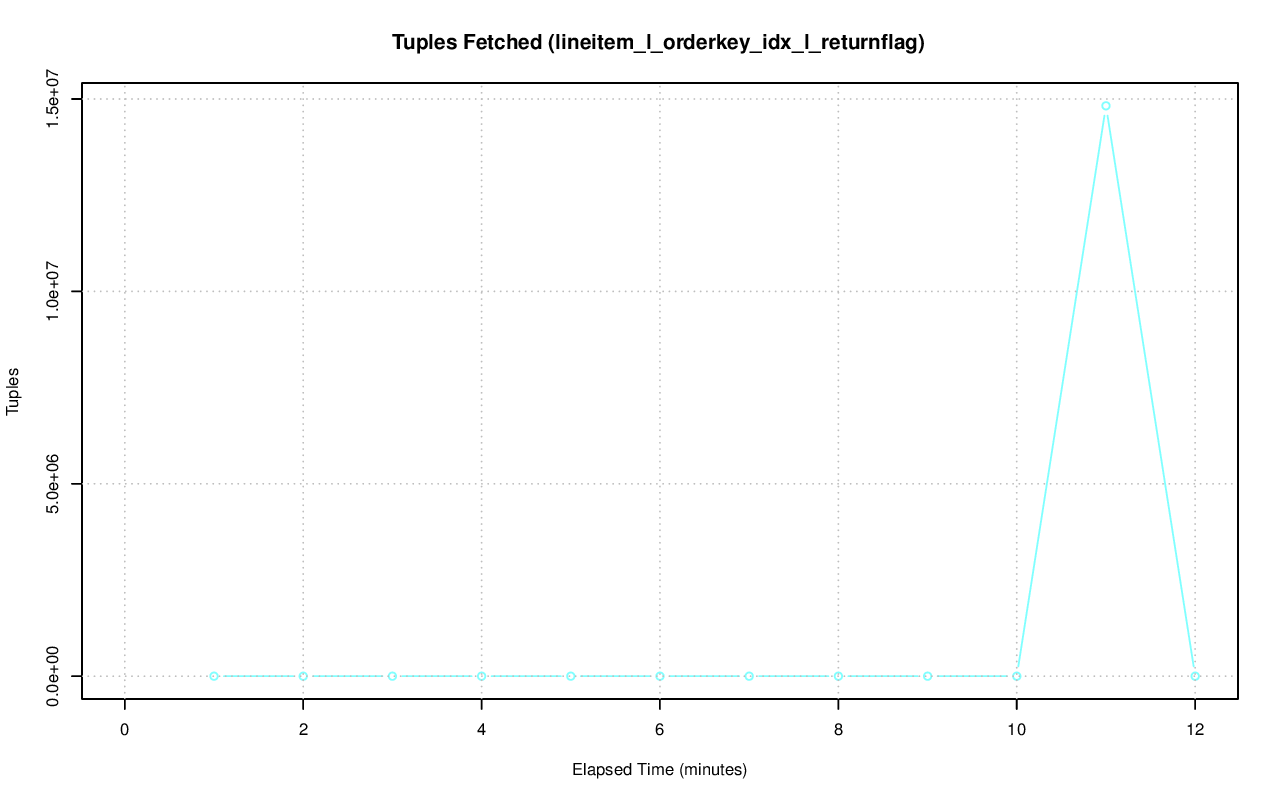 Tuples Fetched (lineitem_l_orderkey_idx_l_returnflag)
1.5e+07
1.0e+07
5.0e+06
0.0e+00
Tuples
0 2 4 6 8 10 12
Elapsed Time (minutes)